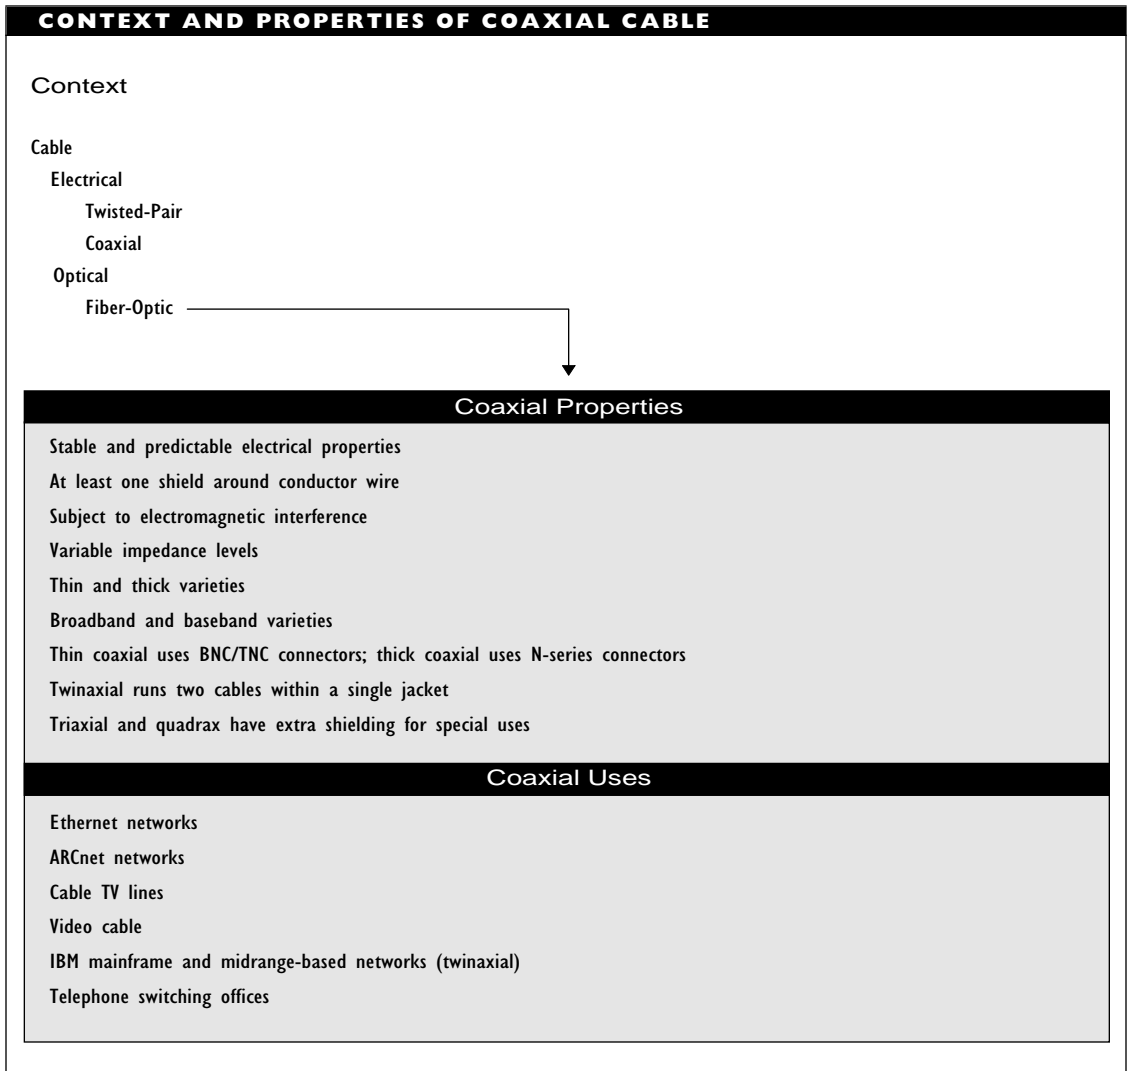 CONTEXT AND PROPERTIES OF COAXIAL CABLE
Context
Cable
Electrical
Twisted-Pair
Coaxial
Optical
Fiber-Optic
Coaxial Properties
Stable and predictable electrical properties
At least one shield around conductor wire
Subject to electromagnetic interference
Variable impedance levels
Thin and thick varieties
Broadband and baseband varieties
Thin coaxial uses BNC/TNC connectors; thick coaxial uses N-series connectors
Twinaxial runs two cables within a single jacket
Triaxial and quadrax have extra shielding for special uses
Coaxial Uses
Ethernet networks
ARCnet networks
Cable TV lines
Video cable
IBM mainframe and midrange-based networks (twinaxial)
Telephone switching offices